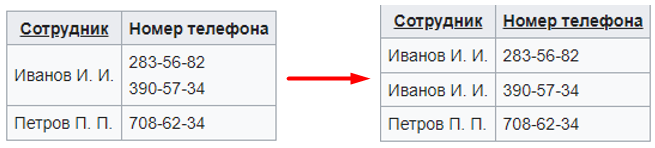 Сотрудник Номер телефона
Иванов И. И. 283-56-82
390-57-34
Петров П. П. 708-62-34
Сотрудник Номер телефона
Иванов И. И. 283-56-82
Иванов И. И. 390-57-34
Петров П. П. 708-62-34